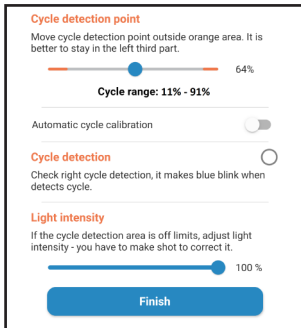 Cycle detection point
Move cycle detection point outside orange area. It is
better to stay in the left third part.
64%
Cycle range: 11% - 91%
Automatic cycle calibration
Cycle detection
Check right cycle detection, it makes blue blink when
detects cycle.
Light intensity
If the cycle detection area is off limits, adjust light
intensity - you have to make shot to correct it.
100 %
Finish